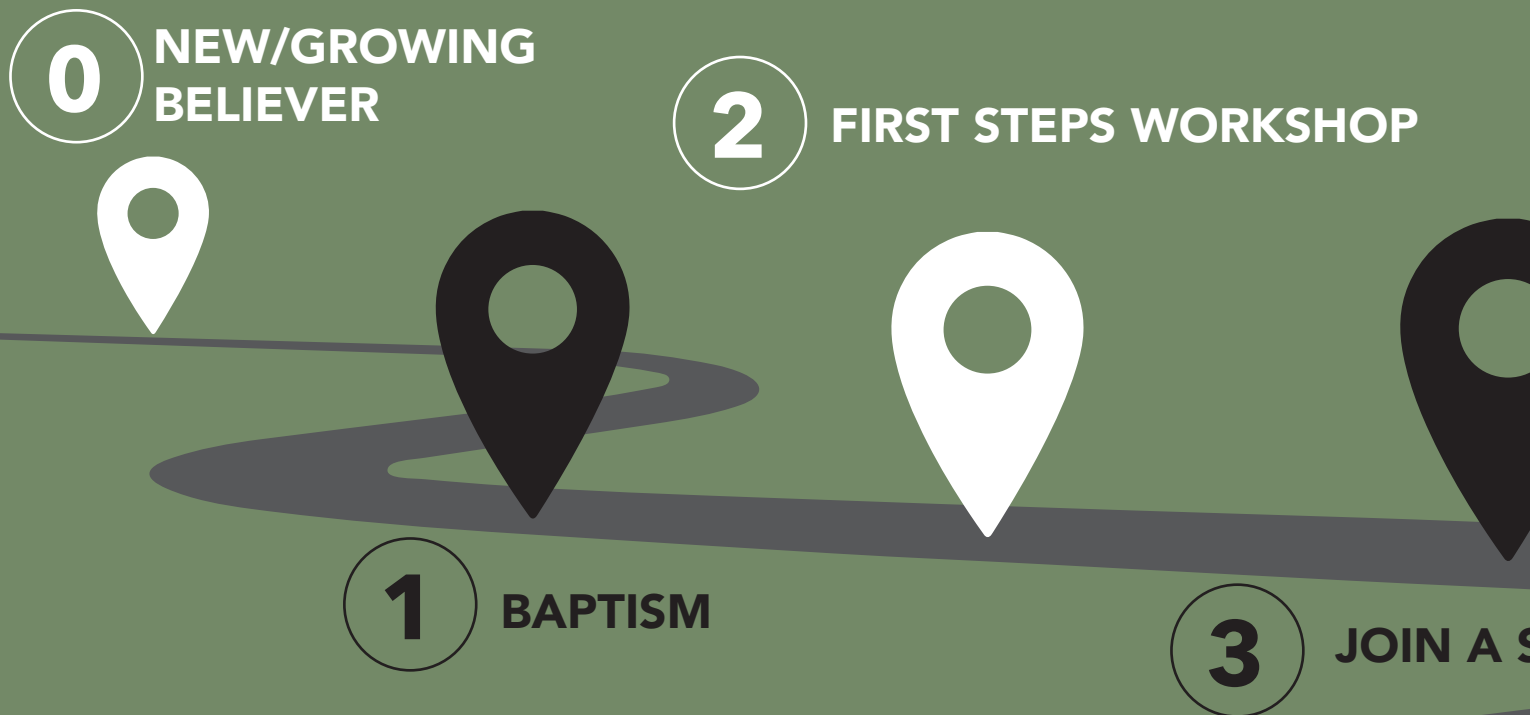 0
NEW/GROWING
BELIEVER
2
FIRST STEPS WORKSHOP
1
BAPTISM
3
JOIN A